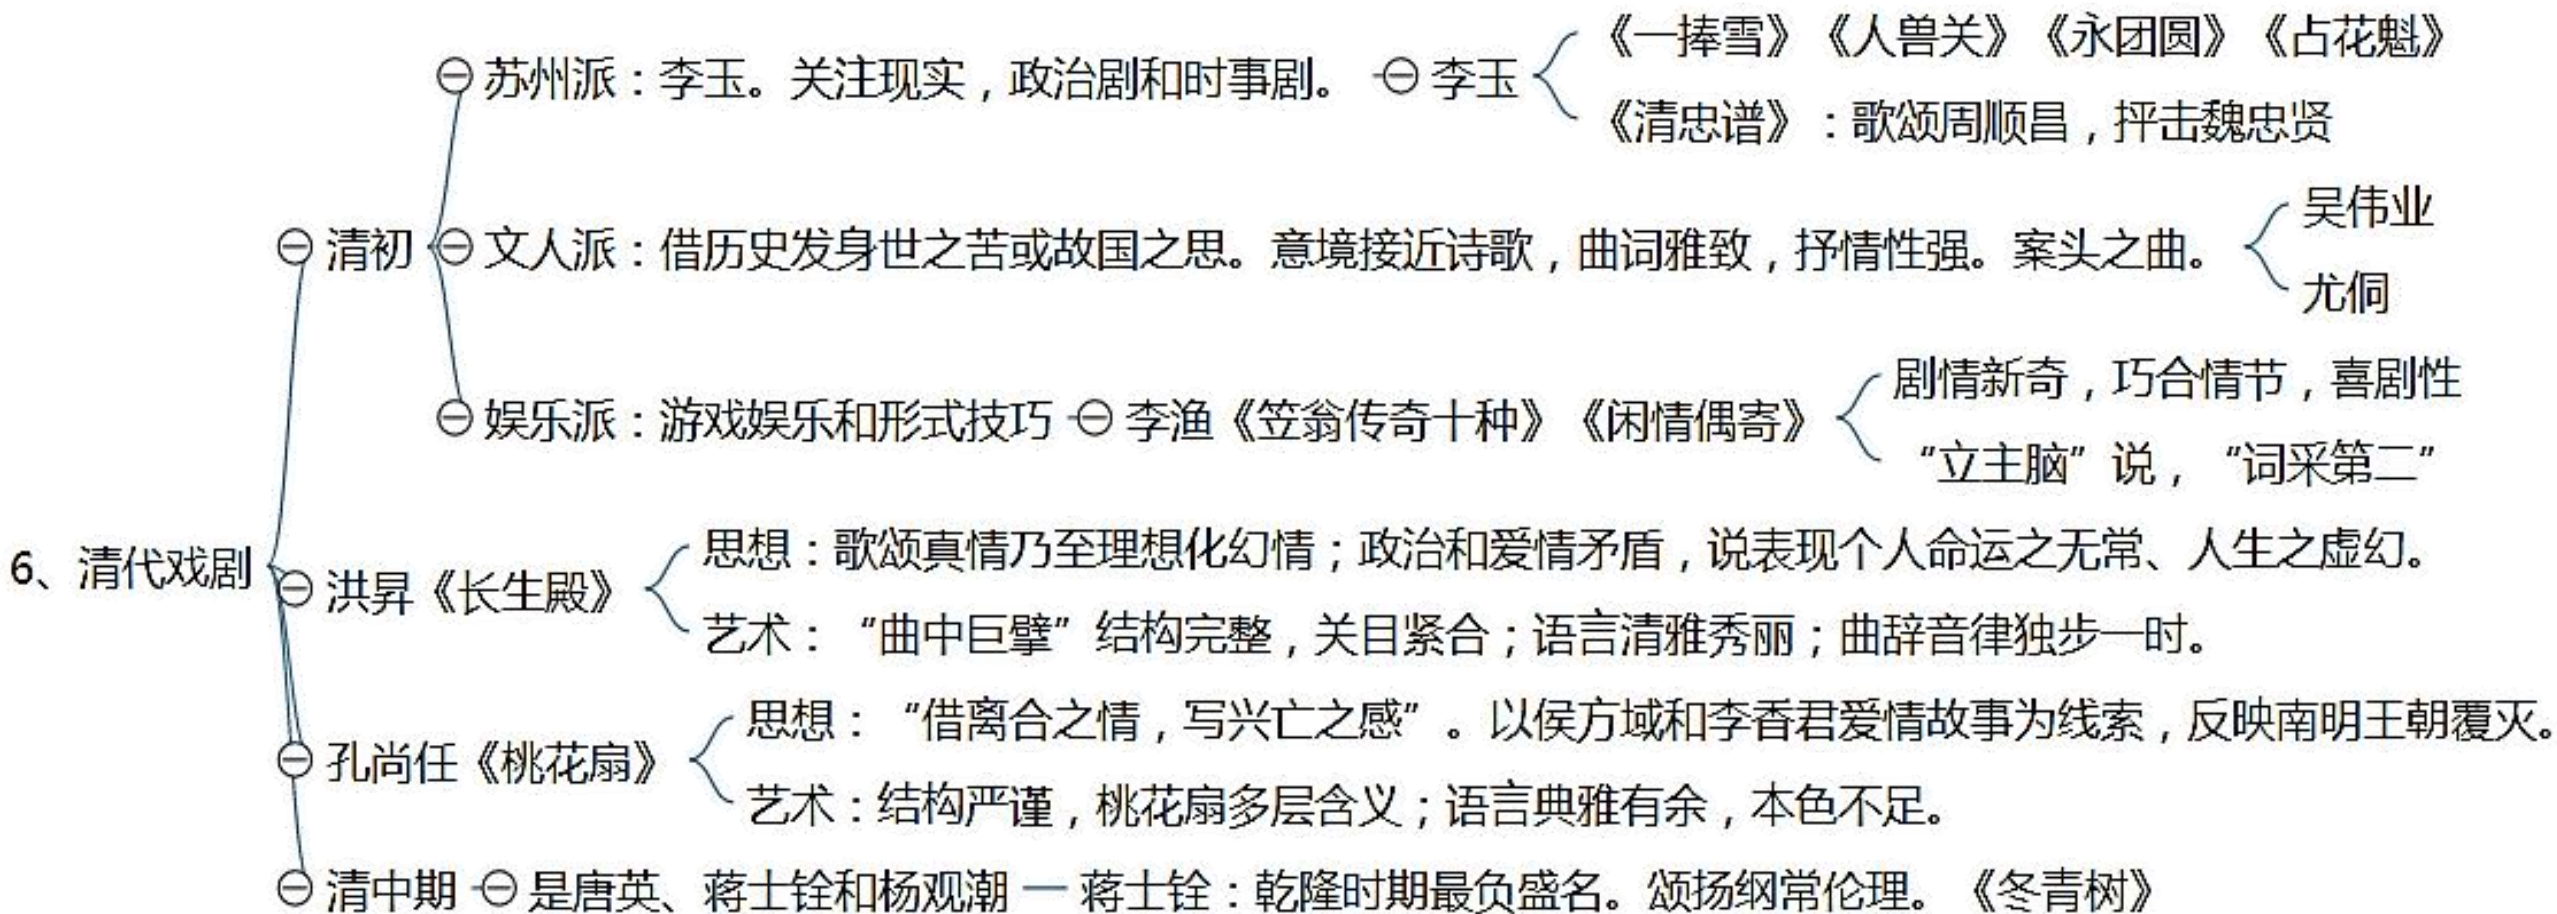 6、清代戏剧
清初
苏州派：李玉。关注现实，政治剧和时事剧。
李玉
《一捧雪》《人兽关》《永团圆》《占花魁》
《清忠谱》：歌颂周顺昌，抨击魏忠贤
文人派：借历史发身世之苦或故国之思。意境接近诗歌，曲词雅致，抒情性强。案头之曲。
吴伟业
尤侗
娱乐派：游戏娱乐和形式技巧
李渔《笠翁传奇十种》《闲情偶寄》
剧情新奇，巧合情节，喜剧性
“立主脑”说，“词采第二”
洪昇《长生殿》
思想：歌颂真情乃至理想化幻情；政治和爱情矛盾，说表现个人命运之无常、人生之虚幻。
艺术：“曲中巨擘”结构完整，关目紧合；语言清雅秀丽；曲辞音律独步一时。
孔尚任《桃花扇》
思想：“借离合之情，写兴亡之感”。以侯方域和李香君爱情故事为线索，反映南明王朝覆灭。
艺术：结构严谨，桃花扇多层含义；语言典雅有余，本色不足。
清中期
是唐英、蒋士铨和杨观潮
蒋士铨：乾隆时期最负盛名。颂扬纲常伦理。《冬青树》